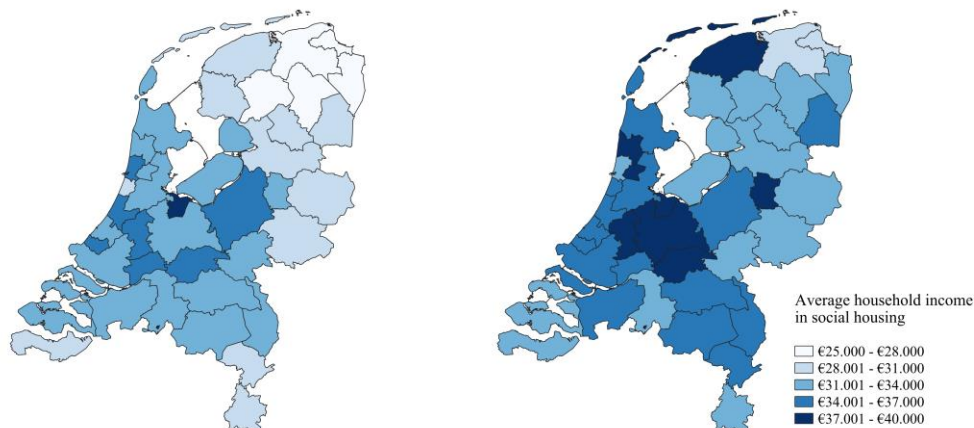 Average household income
in social housing
€25.000 - €28.000
€28.001 - €31.000
€31.001 - €34.000
€34.001 - €37.000
€37.001 - €40.000